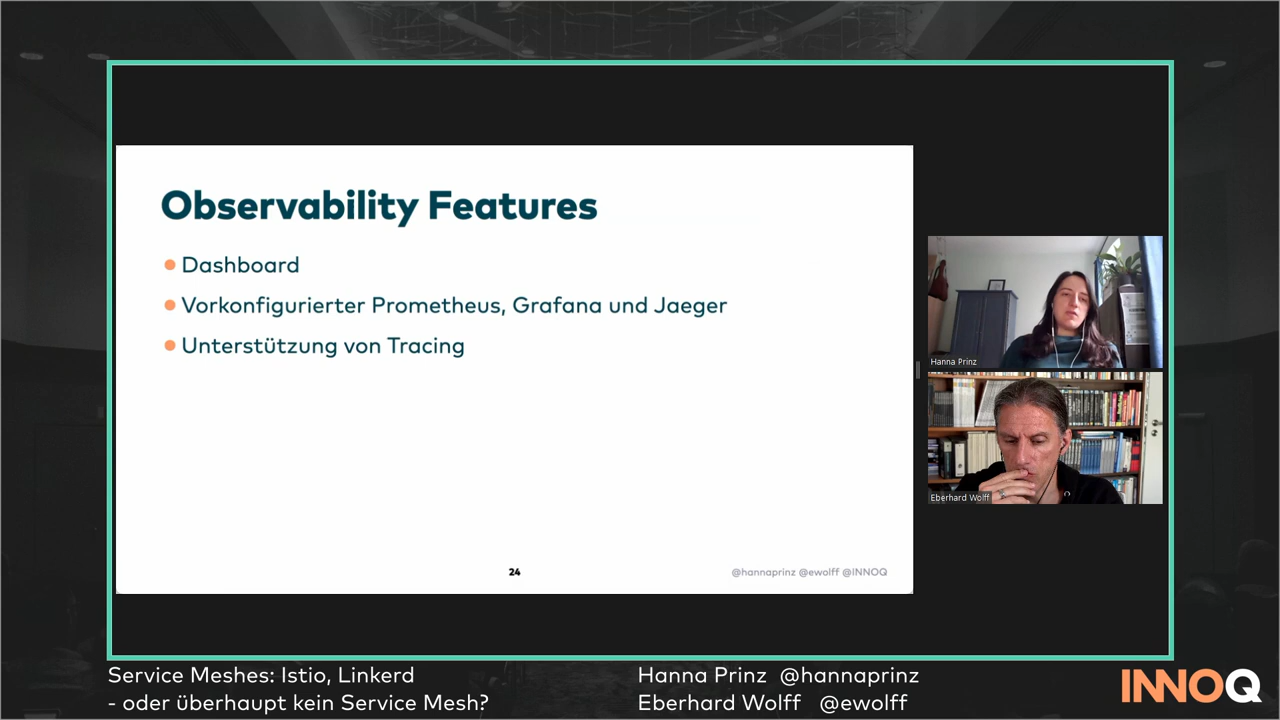 Observability Features
Dashboard
Vorkonfigurierter Prometheus, Grafana und Jaeger
Unterstützung von Tracing
24
@hannaprinz @ewolff @INNOQ
Hanna Prinz
Eberhard Wolff
Service Meshes: Istio, Linkerd
- oder überhaupt kein Service Mesh?
Hanna Prinz @hannaprinz
Eberhard Wolff @ewolff
INNOQ